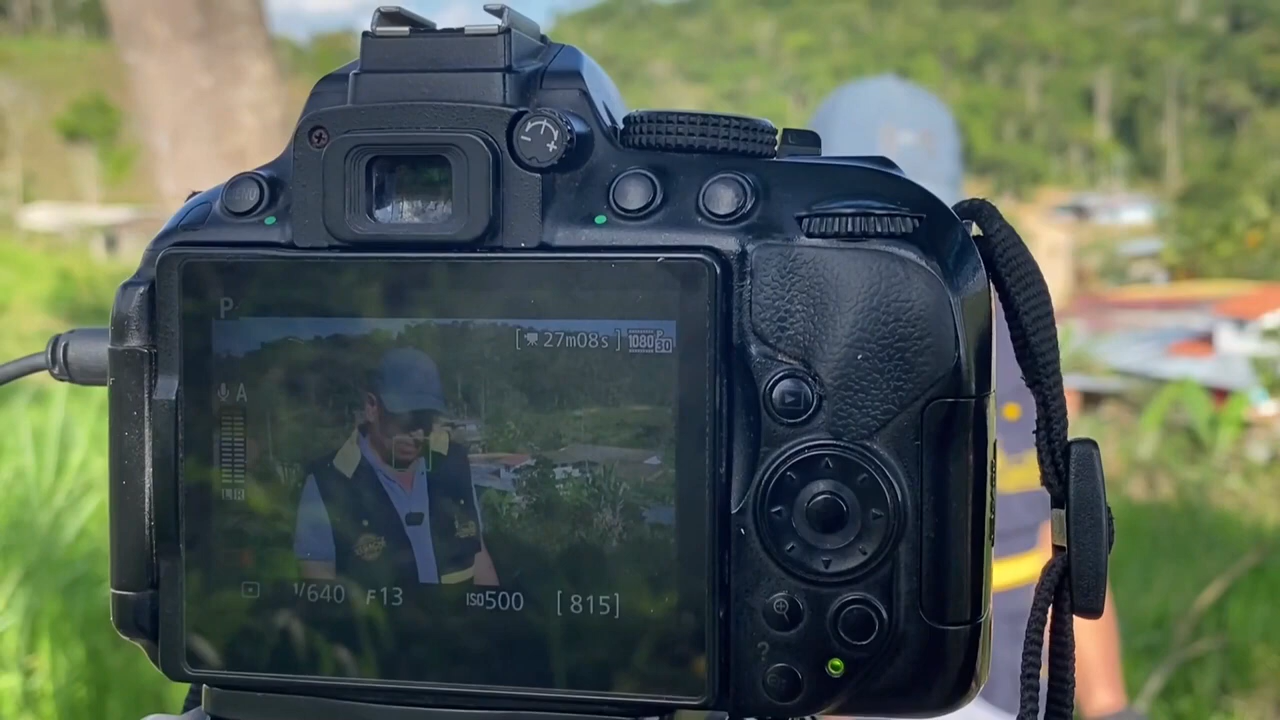 P
[ 27m08s ] 1080 P 30
A
L R
1/640 F13 ISO500 [ 815 ]
?